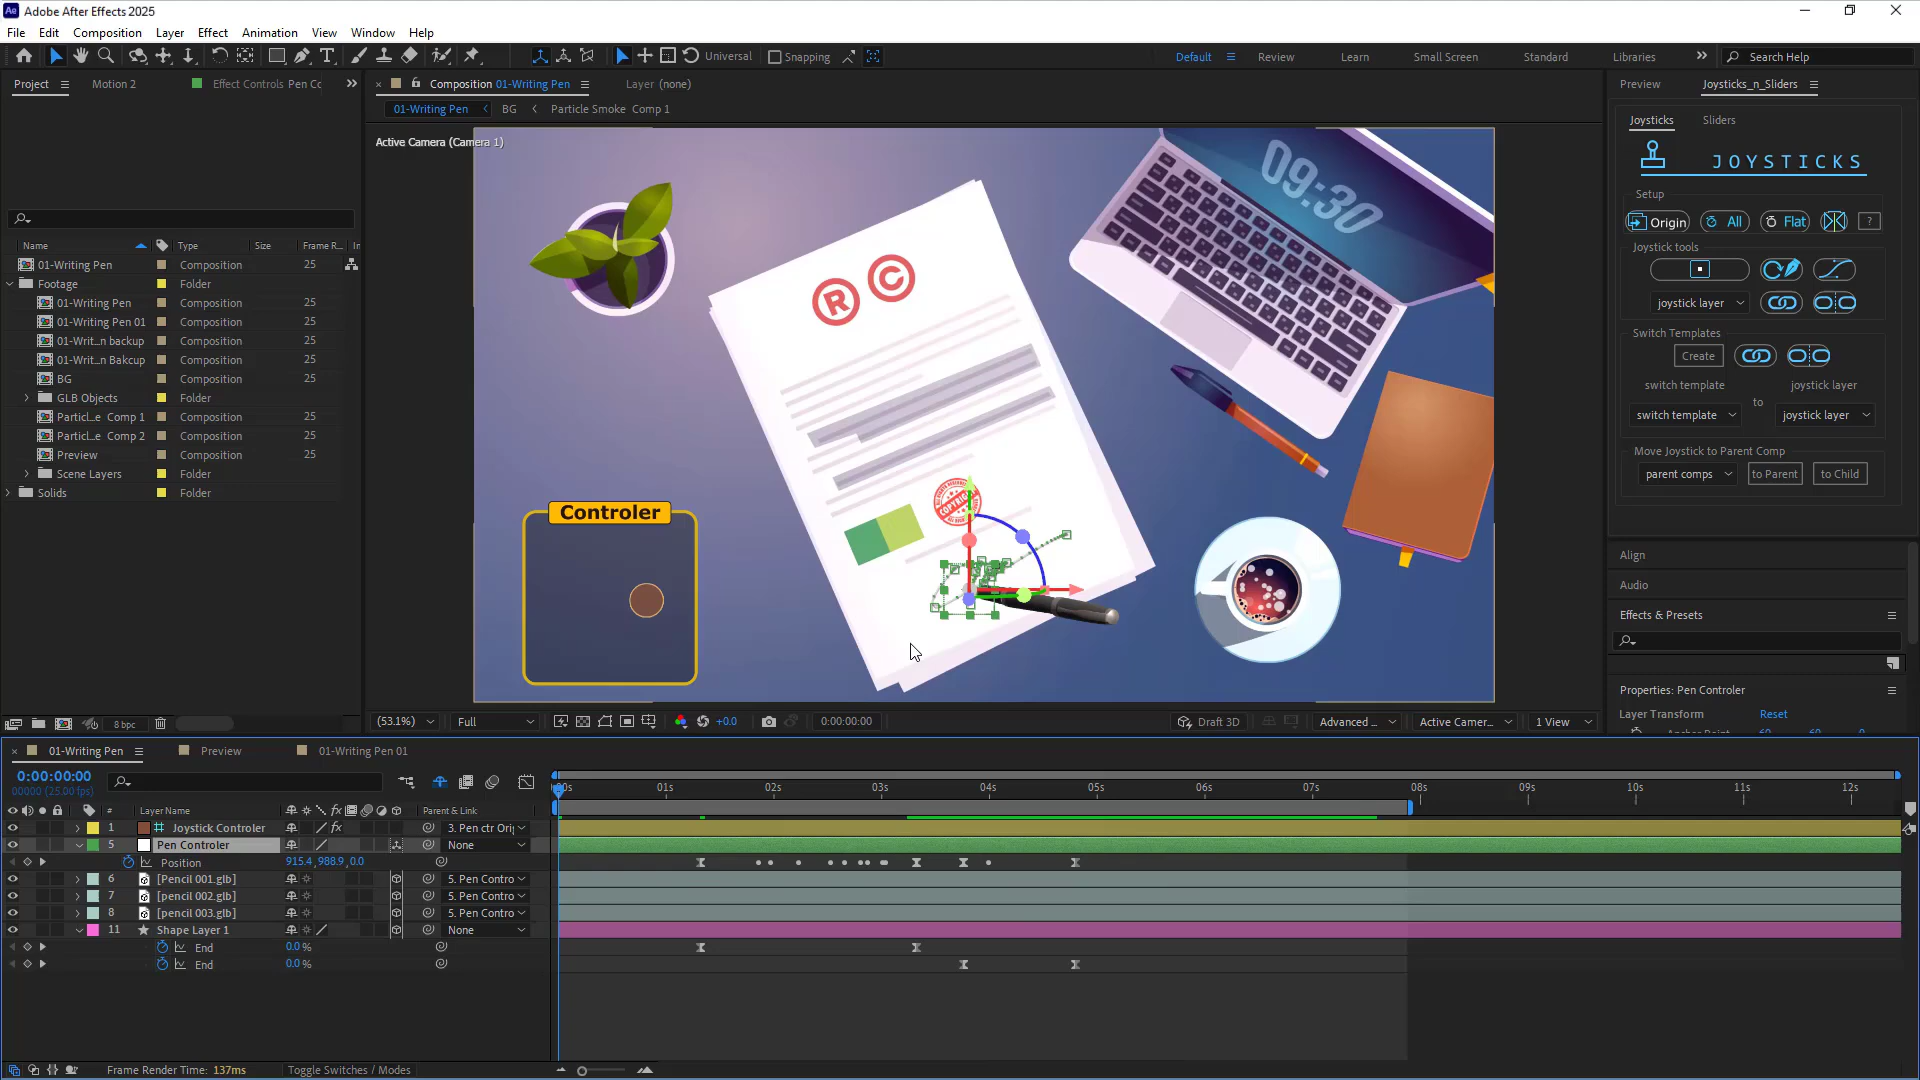 Adobe After Effects 2025
File Edit Composition Layer Effect Animation View Window Help
Universal Snapping Default Review Learn Small Screen Standard Libraries Search Help
Project Motion 2 Effect Controls Pen Cc
Composition 01-Writing Pen Layer (none)
01-Writing Pen BG Particle Smoke Comp 1
Active Camera (Camera 1)
Name Type Size Frame R... In
01-Writing Pen Composition 25
Footage Folder
01-Writing Pen Composition 25
01-Writing Pen 01 Composition 25
01-Writ...n backup Composition 25
01-Writ...n Bakcup Composition 25
BG Composition 25
GLB Objects Folder
Particl...e Comp 1 Composition 25
Particl...e Comp 2 Composition 25
Preview Composition 25
Scene Layers Folder
Solids Folder
8 bpc
09:30
R C
Controler
(53.1%) Full +0.0 0:00:00:00 Draft 3D Advanced ... Active Camer... 1 View
Preview Joysticks_n_Sliders
Joysticks Sliders
JOYSTICKS
Setup
Origin All Flat ?
Joystick tools
joystick layer
Switch Templates
Create
switch template joystick layer
to
switch template joystick layer
Move Joystick to Parent Comp
parent comps to Parent to Child
Align
Audio
Effects & Presets
Properties: Pen Controler
Layer Transform Reset
01-Writing Pen Preview 01-Writing Pen 01
0:00:00:00
00000 (25.00 fps)
01s 02s 03s 04s 05s 06s 07s 08s 09s 10s 11s 12s
# Layer Name fx Parent & Link
1 Joystick Controler fx 3. Pen ctr Ori
5 Pen Controler None
Position 915.4,988.9,0.0
6 [Pencil 001.glb] 5. Pen Contro
7 [pencil 002.glb] 5. Pen Contro
8 [pencil 003.glb] 5. Pen Contro
11 Shape Layer 1 None
End 0.0 %
End 0.0 %
Frame Render Time: 137ms Toggle Switches / Modes